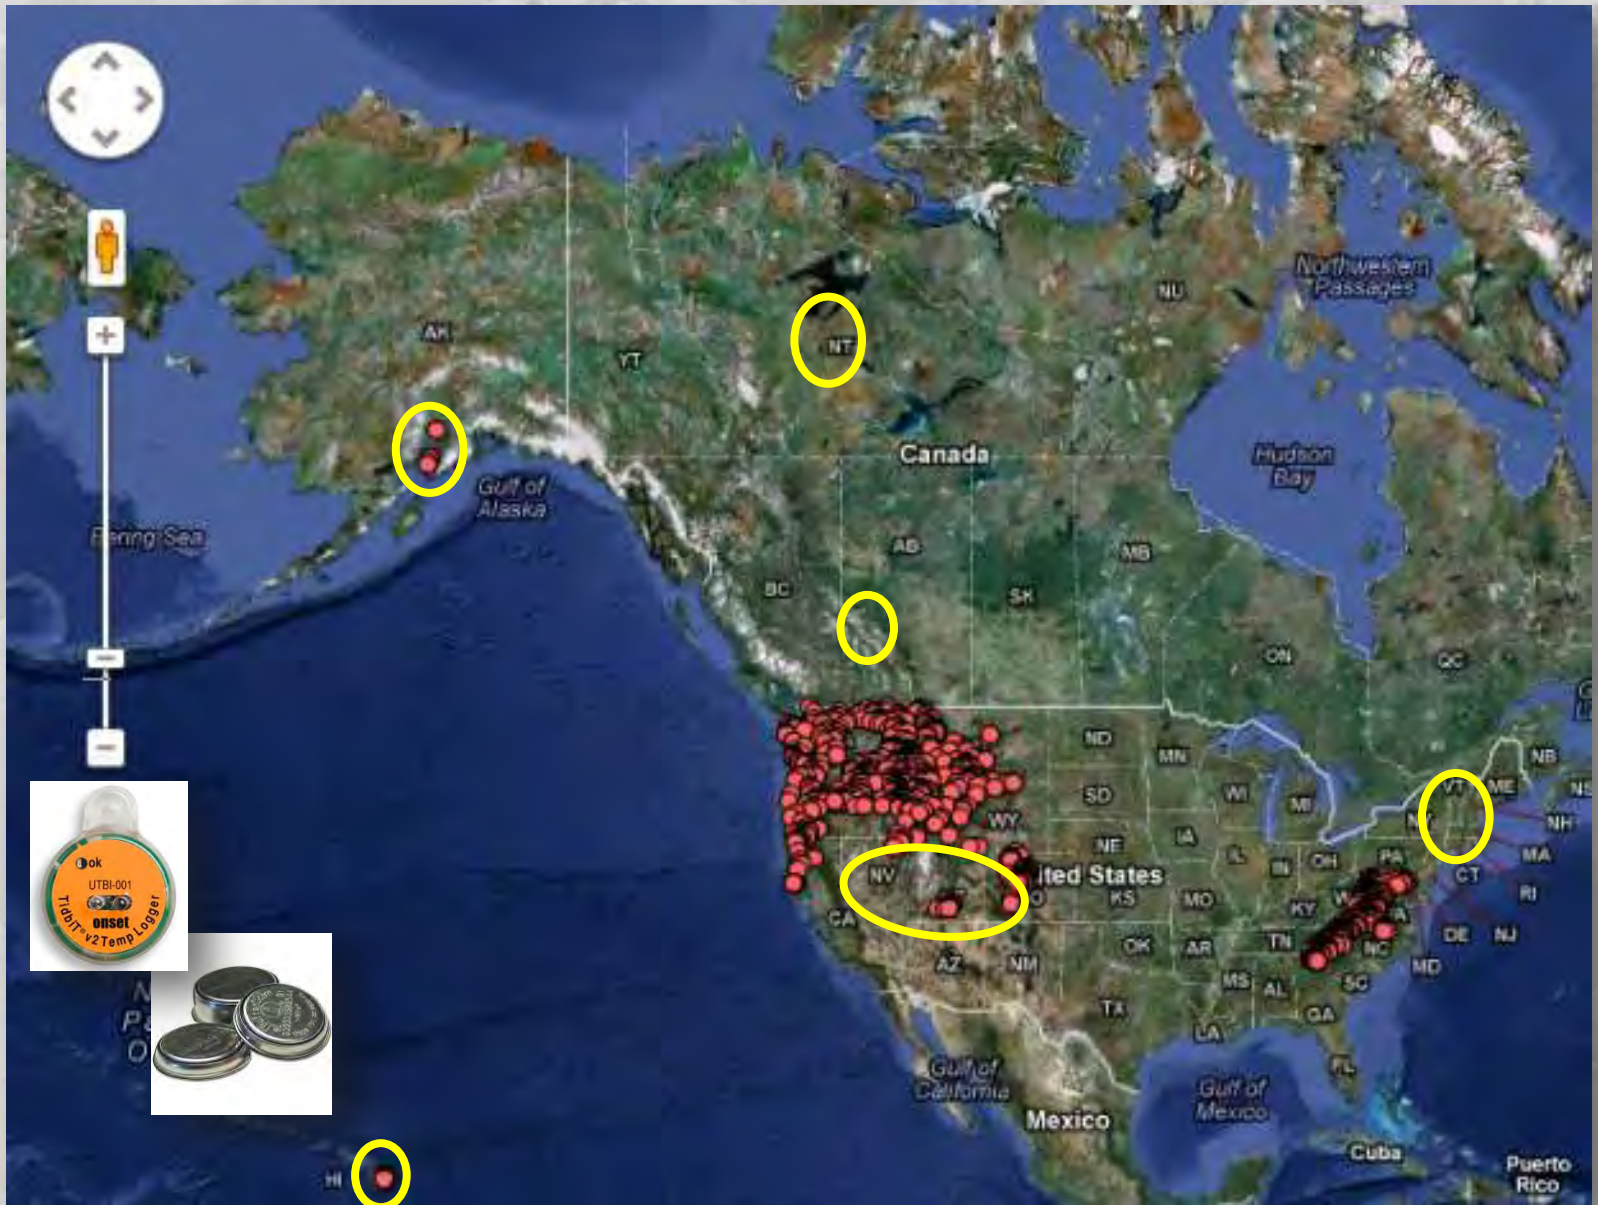 Northwestern
Passages
NU
AK
NT
YT
Canada
Hudson
Bay
Gulf of
Alaska
Bering Sea
AB
MB
BC
SK
ON
QC
ND
MN
NB
VT
ME
NS
SD
WI
MI
WY
NY
NH
IA
NE
IL
IN
OH
PA
MA
NV
ited States
CT
RI
KS
MO
KY
W
CA
OK
AR
TN
NC
DE
NJ
AZ
NM
MS
AL
SC
MD
TX
GA
LA
FL
Gulf of
California
Gulf of
Mexico
Mexico
Cuba
Puerto
Rico
HI
ok
UTBI-001
onset
TidbiT® v2 Temp Logger